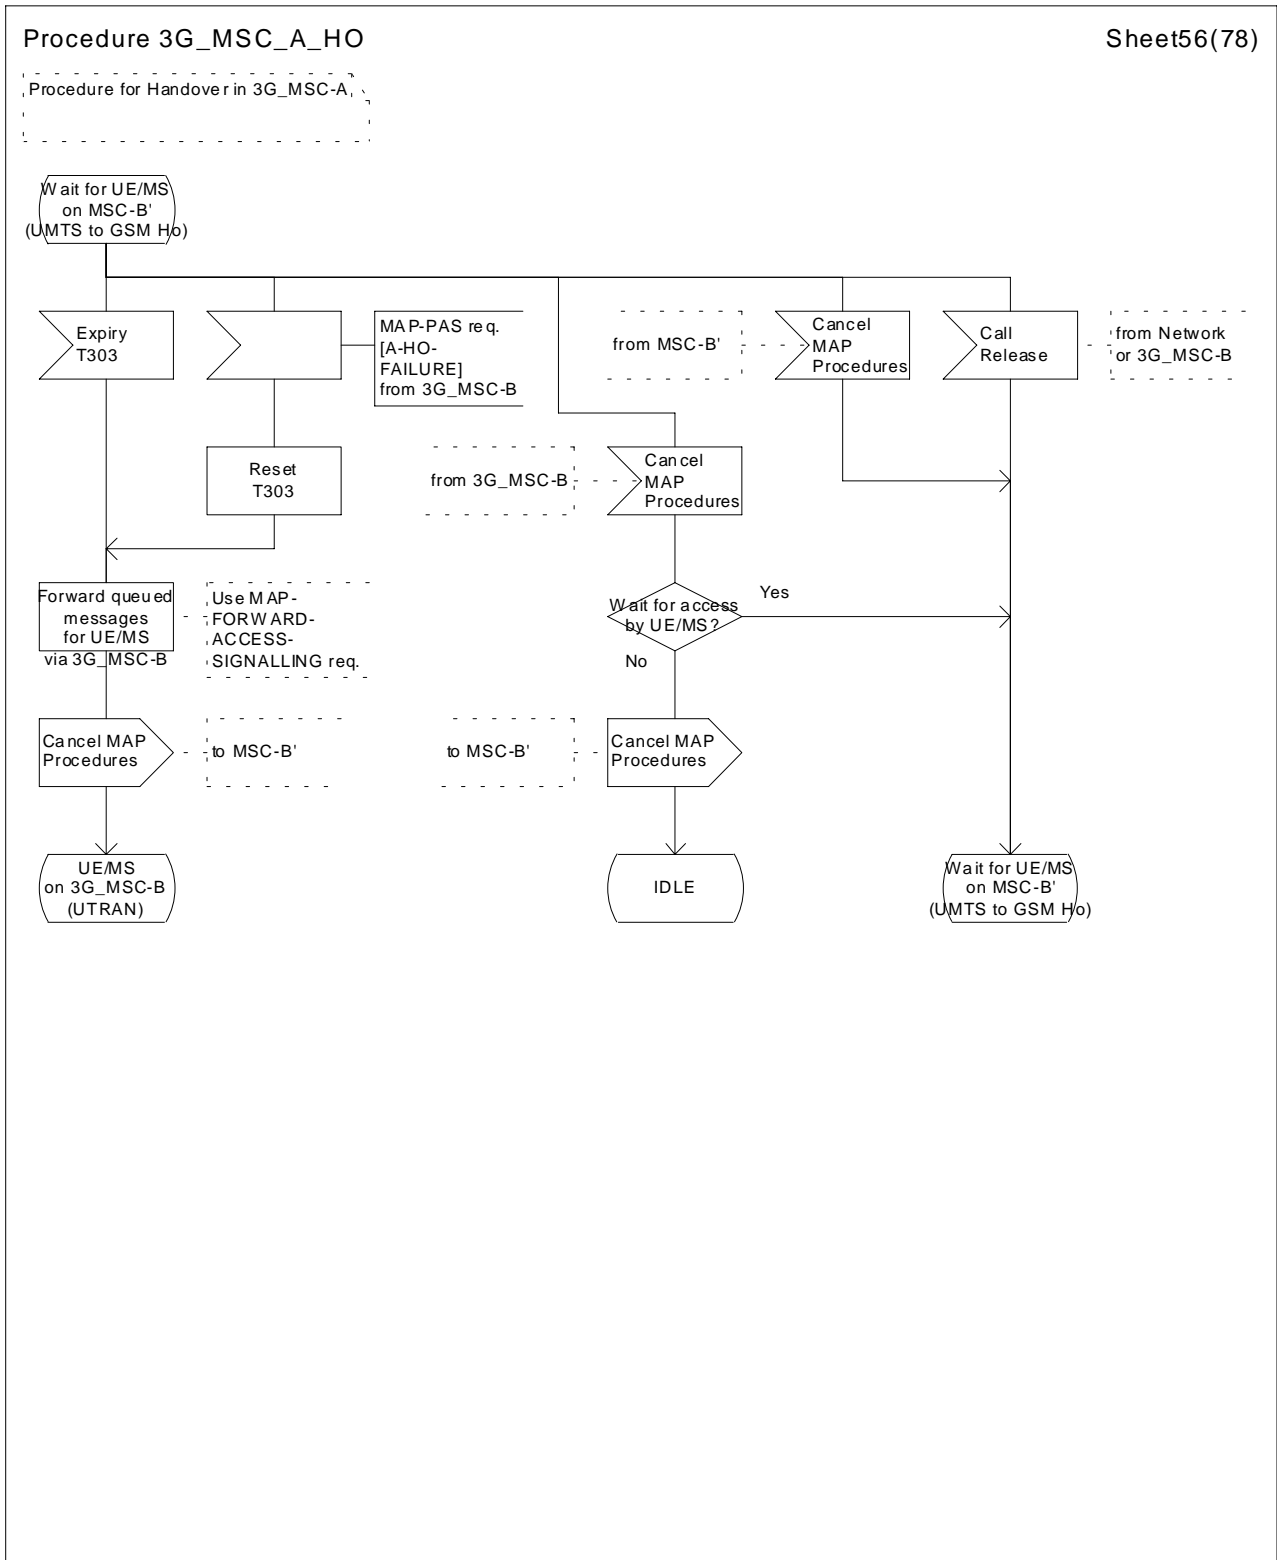 Procedure 3G_MSC_A_HO
Sheet56(78)
Procedure for Handover in 3G_MSC-A
Wait for UE/MS
on MSC-B'
(UMTS to GSM Ho)
Expiry
T303
MAP-PAS req.
[A-HO-
FAILURE]
from 3G_MSC-B
from MSC-B'
Cancel
MAP
Procedures
Call
Release
from Network
or 3G_MSC-B
Reset
T303
from 3G_MSC-B
Cancel
MAP
Procedures
Forward queued
messages
for UE/MS
via 3G_MSC-B
Use MAP-
FORWARD-
ACCESS-
SIGNALLING req.
Wait for access
by UE/MS?
Yes
No
Cancel MAP
Procedures
to MSC-B'
to MSC-B'
Cancel MAP
Procedures
UE/MS
on 3G_MSC-B
(UTRAN)
IDLE
Wait for UE/MS
on MSC-B'
(UMTS to GSM Ho)